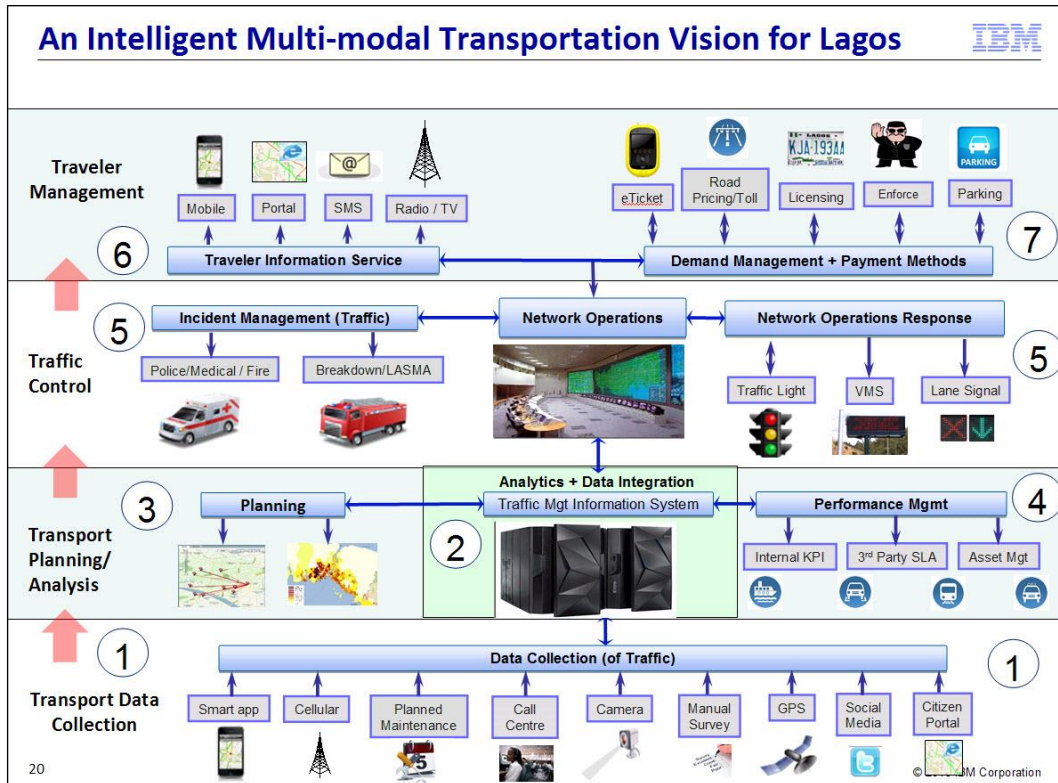 An Intelligent Multi-modal Transportation Vision for Lagos
IBM
Traveler
Management
Mobile
Portal
SMS
Radio / TV
@
eTicket
Road
Pricing/Toll
LAGOS
KJA-193AA
Licensing
Enforce
PARKING
Parking
6
Traveler Information Service
Demand Management + Payment Methods
7
5
Incident Management (Traffic)
Network Operations
Network Operations Response
5
Traffic
Control
Police/Medical / Fire
Breakdown/LASMA
Traffic Light
VMS
Lane Signal
3
Planning
Analytics + Data Integration
Traffic Mgt Information System
2
Performance Mgmt
4
Transport
Planning/
Analysis
Internal KPI
3rd Party SLA
Asset Mgt
1
Data Collection (of Traffic)
1
Transport Data
Collection
Smart app
Cellular
Planned
Maintenance
5
Call
Centre
Camera
Manual
Survey
GPS
Social
Media
Citizen
Portal
20
IBM Corporation